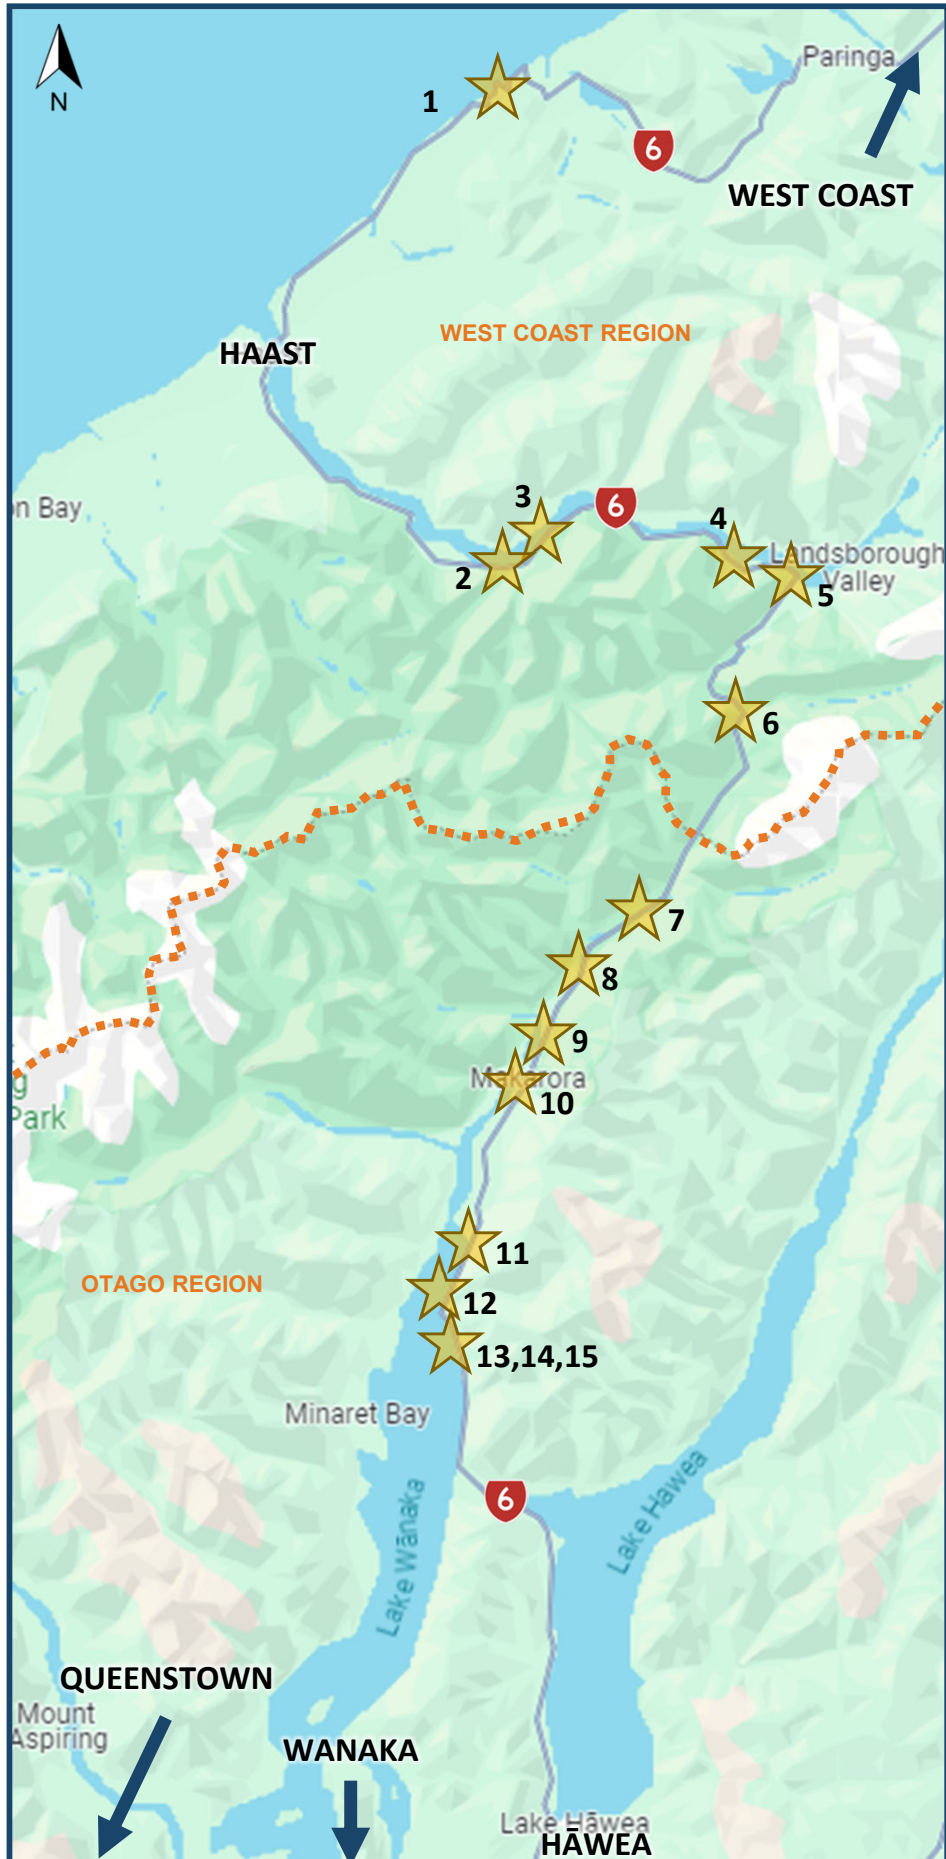 Paringa
N
1
6
WEST COAST
WEST COAST REGION
HAAST
n Bay
3
6
4
Landsborough
Valley
2
5
6
7
8
9
Makarora
10
g
Park
11
OTAGO REGION
12
13,14,15
Minaret Bay
6
Lake Hāwea
Lake Wānaka
QUEENSTOWN
Mount
Aspiring
WANAKA
Lake Hāwea
HĀWEA